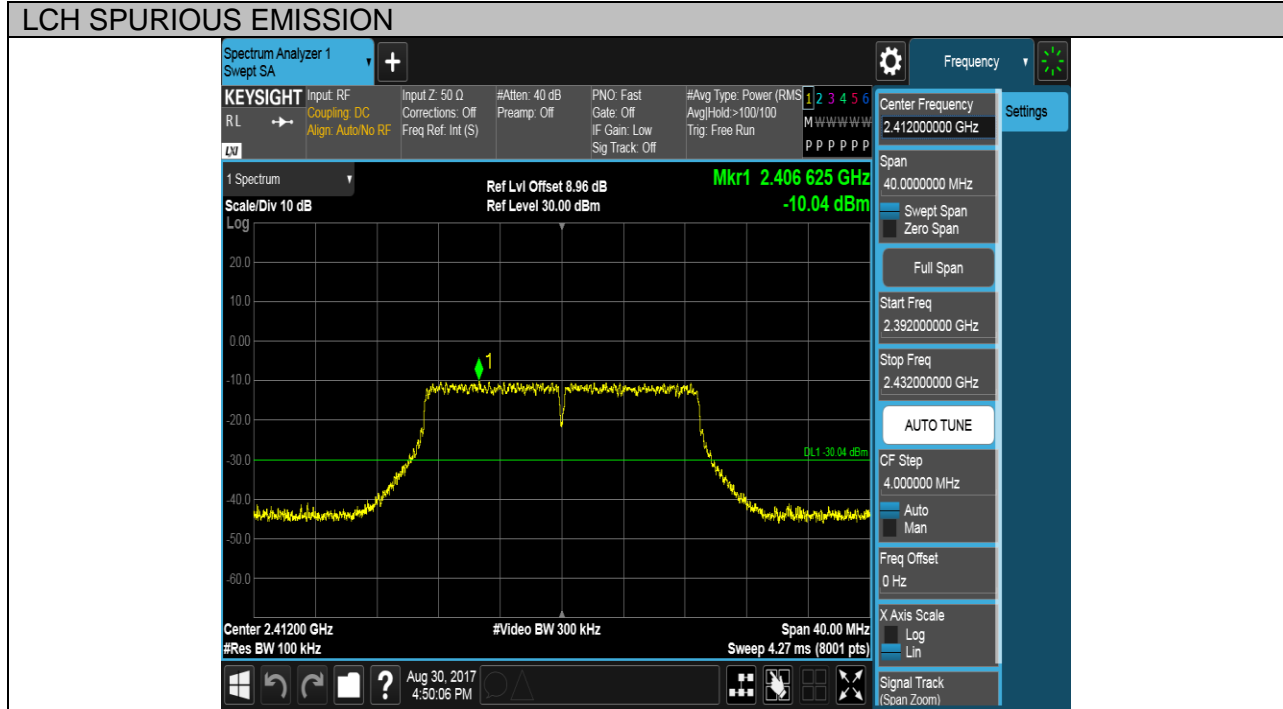 LCH SPURIOUS EMISSION
Spectrum Analyzer 1
Swept SA
+
Frequency
KEYSIGHT
RL
LXI
Input: RF
Coupling: DC
Align: Auto/No RF
Input Z: 50 Ω
Corrections: Off
Freq Ref: Int (S)
#Atten: 40 dB
Preamp: Off
PNO: Fast
Gate: Off
IF Gain: Low
Sig Track: Off
#Avg Type: Power (RMS
Avg|Hold:>100/100
Trig: Free Run
1 2 3 4 5 6
M W W W W W
P P P P P P
1 Spectrum
Scale/Div 10 dB
Log
Ref Lvl Offset 8.96 dB
Ref Level 30.00 dBm
Mkr1 2.406 625 GHz
-10.04 dBm
20.0
10.0
0.00
-10.0
-20.0
-30.0
-40.0
-50.0
-60.0
1
DL1 -30.04 dBm
Center 2.41200 GHz
#Res BW 100 kHz
#Video BW 300 kHz
Span 40.00 MHz
Sweep 4.27 ms (8001 pts)
?
Aug 30, 2017
4:50:06 PM
Center Frequency
2.412000000 GHz
Settings
Span
40.0000000 MHz
Swept Span
Zero Span
Full Span
Start Freq
2.392000000 GHz
Stop Freq
2.432000000 GHz
AUTO TUNE
CF Step
4.000000 MHz
Auto
Man
Freq Offset
0 Hz
X Axis Scale
Log
Lin
Signal Track
(Span Zoom)